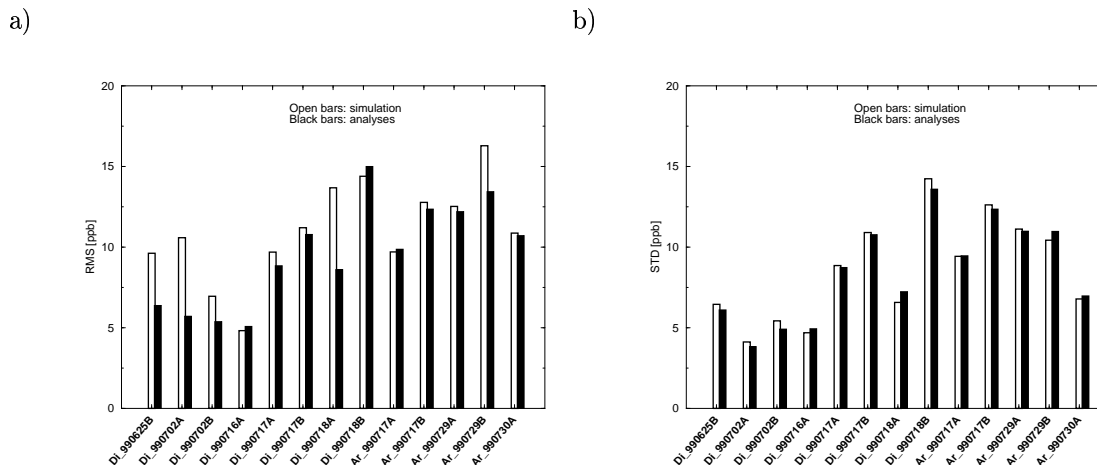 a)
b)
20
15
10
5
0
RMS [ppb]
Open bars: simulation
Black bars: analyses
Di_990625B
Di_990702A
Di_990702B
Di_990716A
Di_990717A
Di_990717B
Di_990718A
Di_990718B
Ar_990717A
Ar_990717B
Ar_990729A
Ar_990729B
Ar_990730A
20
15
10
5
0
STD [ppb]
Open bars: simulation
Black bars: analyses
Di_990625B
Di_990702A
Di_990702B
Di_990716A
Di_990717A
Di_990717B
Di_990718A
Di_990718B
Ar_990717A
Ar_990717B
Ar_990729A
Ar_990729B
Ar_990730A